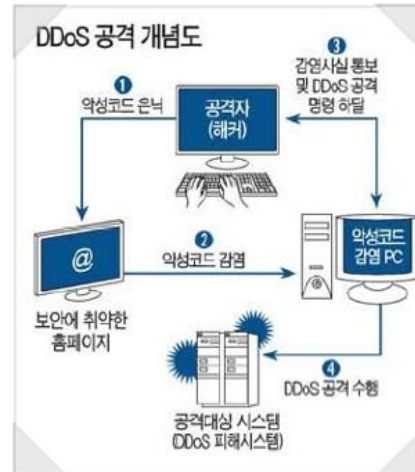 DDoS 공격 개념도
❶
악성코드 은닉
공격자
(해커)
❸
감염사실 통보
및 DDoS 공격
명령 하달
@
보안에 취약한
홈페이지
❷
악성코드 감염
악성코드
감염 PC
❹
DDoS 공격 수행
공격대상 시스템
(DDoS 피해시스템)